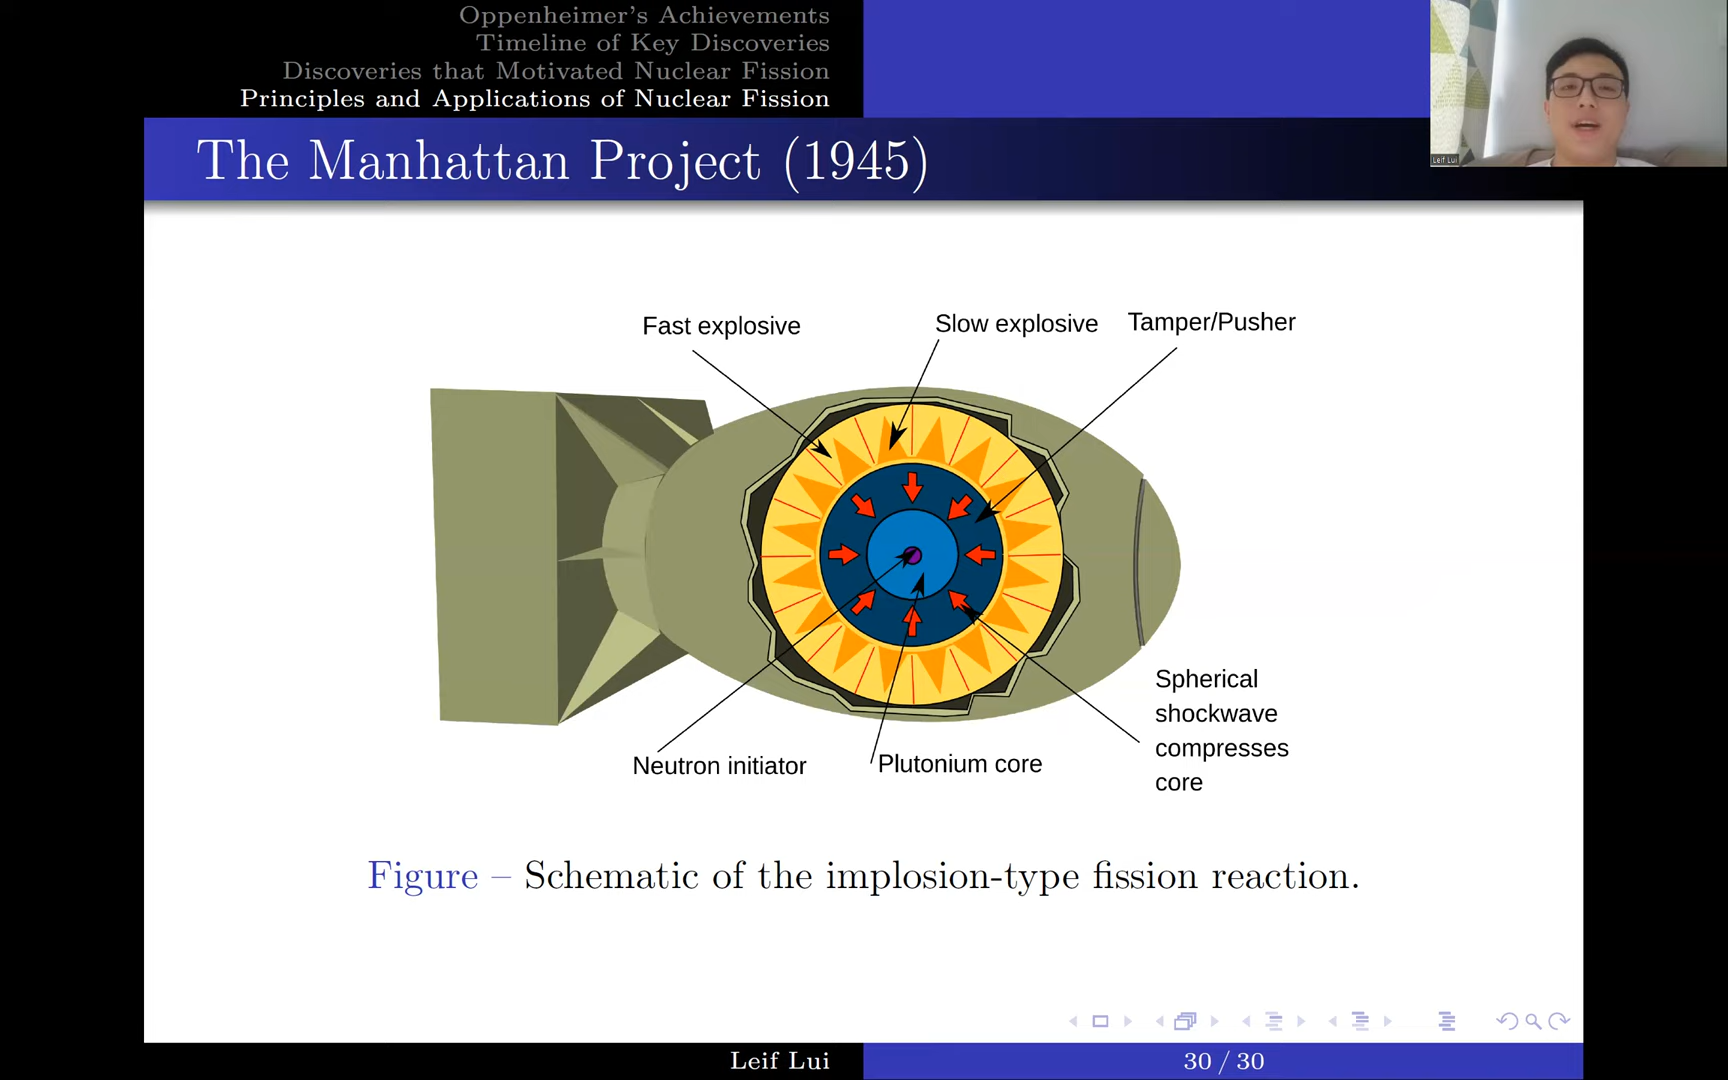 Oppenheimer's Achievements
Timeline of Key Discoveries
Discoveries that Motivated Nuclear Fission
Principles and Applications of Nuclear Fission
Leif Lui
The Manhattan Project (1945)
Fast explosive
Slow explosive
Tamper/Pusher
Spherical
shockwave
compresses
core
Neutron initiator
Plutonium core
Figure – Schematic of the implosion-type fission reaction.
Leif Lui
30 / 30